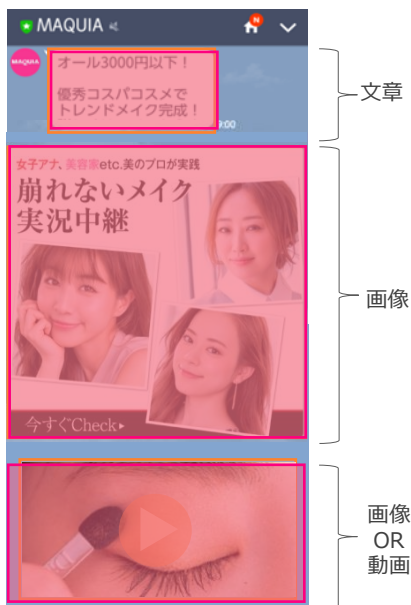 MAQUIA
N
MAQUIA
オール3000円以下！
優秀コスパコスメで
トレンドメイク完成！
9:00
文章
女子アナ、美容家etc.美のプロが実践
崩れないメイク
実況中継
画像
今すぐCheck
画像
OR
動画